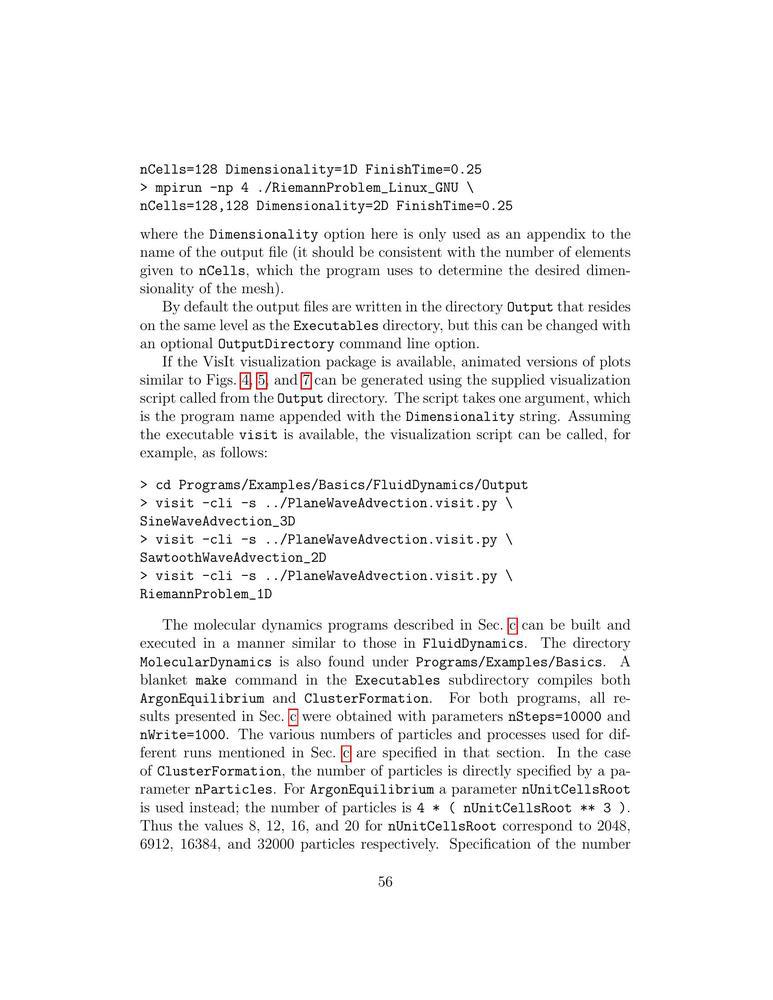 nCells=128 Dimensionality=1D FinishTime=0.25
> mpirun -np 4 ./RiemannProblem_Linux_GNU \
nCells=128,128 Dimensionality=2D FinishTime=0.25
where the Dimensionality option here is only used as an appendix to the
name of the output file (it should be consistent with the number of elements
given to nCells, which the program uses to determine the desired dimen-
sionality of the mesh).
By default the output files are written in the directory Output that resides
on the same level as the Executables directory, but this can be changed with
an optional OutputDirectory command line option.
If the VisIt visualization package is available, animated versions of plots
similar to Figs. 4, 5, and 7 can be generated using the supplied visualization
script called from the Output directory. The script takes one argument, which
is the program name appended with the Dimensionality string. Assuming
the executable visit is available, the visualization script can be called, for
example, as follows:
> cd Programs/Examples/Basics/FluidDynamics/Output
> visit -cli -s ../PlaneWaveAdvection.visit.py \
SineWaveAdvection_3D
> visit -cli -s ../PlaneWaveAdvection.visit.py \
SawtoothWaveAdvection_2D
> visit -cli -s ../PlaneWaveAdvection.visit.py \
RiemannProblem_1D
The molecular dynamics programs described in Sec. c can be built and
executed in a manner similar to those in FluidDynamics. The directory
MolecularDynamics is also found under Programs/Examples/Basics. A
blanket make command in the Executables subdirectory compiles both
ArgonEquilibrium and ClusterFormation. For both programs, all re-
sults presented in Sec. c were obtained with parameters nSteps=10000 and
nWrite=1000. The various numbers of particles and processes used for dif-
ferent runs mentioned in Sec. c are specified in that section. In the case
of ClusterFormation, the number of particles is directly specified by a pa-
rameter nParticles. For ArgonEquilibrium a parameter nUnitCellsRoot
is used instead; the number of particles is 4 * ( nUnitCellsRoot ** 3 ).
Thus the values 8, 12, 16, and 20 for nUnitCellsRoot correspond to 2048,
6912, 16384, and 32000 particles respectively. Specification of the number
56